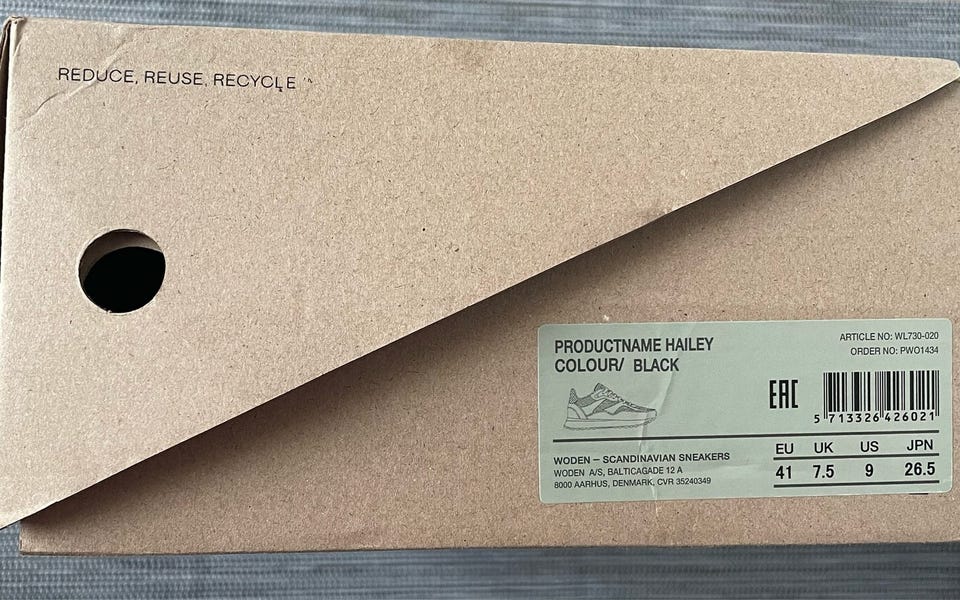 REDUCE, REUSE, RECYCLE
PRODUCTNAME HAILEY
COLOUR/ BLACK
ARTICLE NO: WL730-020
ORDER NO: PWO1434
EAC
5 713326 426021
WODEN – SCANDINAVIAN SNEAKERS
WODEN A/S, BALTICAGADE 12 A
8000 AARHUS, DENMARK, CVR 35240349
EU UK US JPN
41 7.5 9 26.5